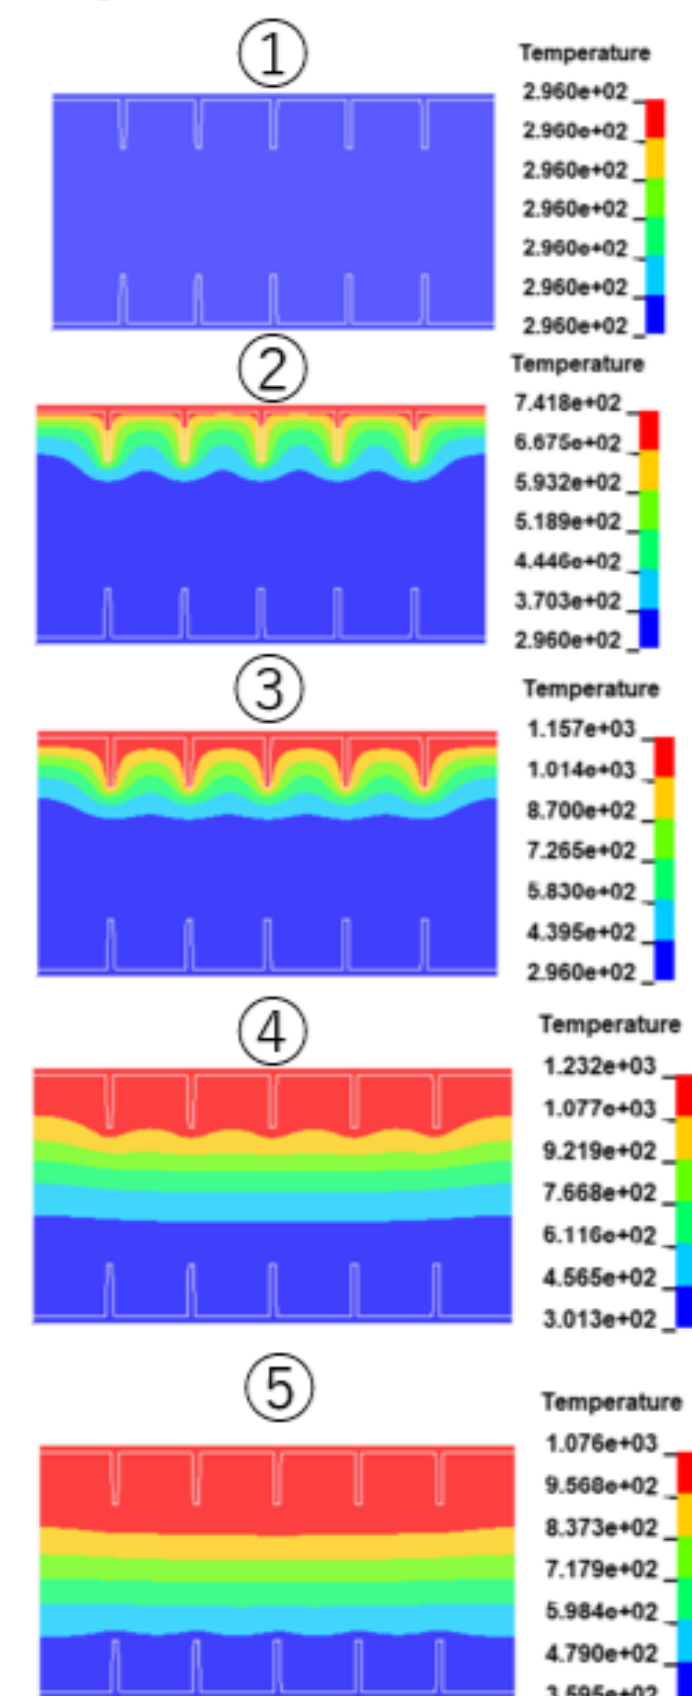 ①
Temperature
2.960e+02
2.960e+02
2.960e+02
2.960e+02
2.960e+02
2.960e+02
2.960e+02
②
Temperature
7.418e+02
6.675e+02
5.932e+02
5.189e+02
4.446e+02
3.703e+02
2.960e+02
③
Temperature
1.157e+03
1.014e+03
8.700e+02
7.265e+02
5.830e+02
4.395e+02
2.960e+02
④
Temperature
1.232e+03
1.077e+03
9.219e+02
7.668e+02
6.116e+02
4.565e+02
3.013e+02
⑤
Temperature
1.076e+03
9.568e+02
8.373e+02
7.179e+02
5.984e+02
4.790e+02
3.595e+02